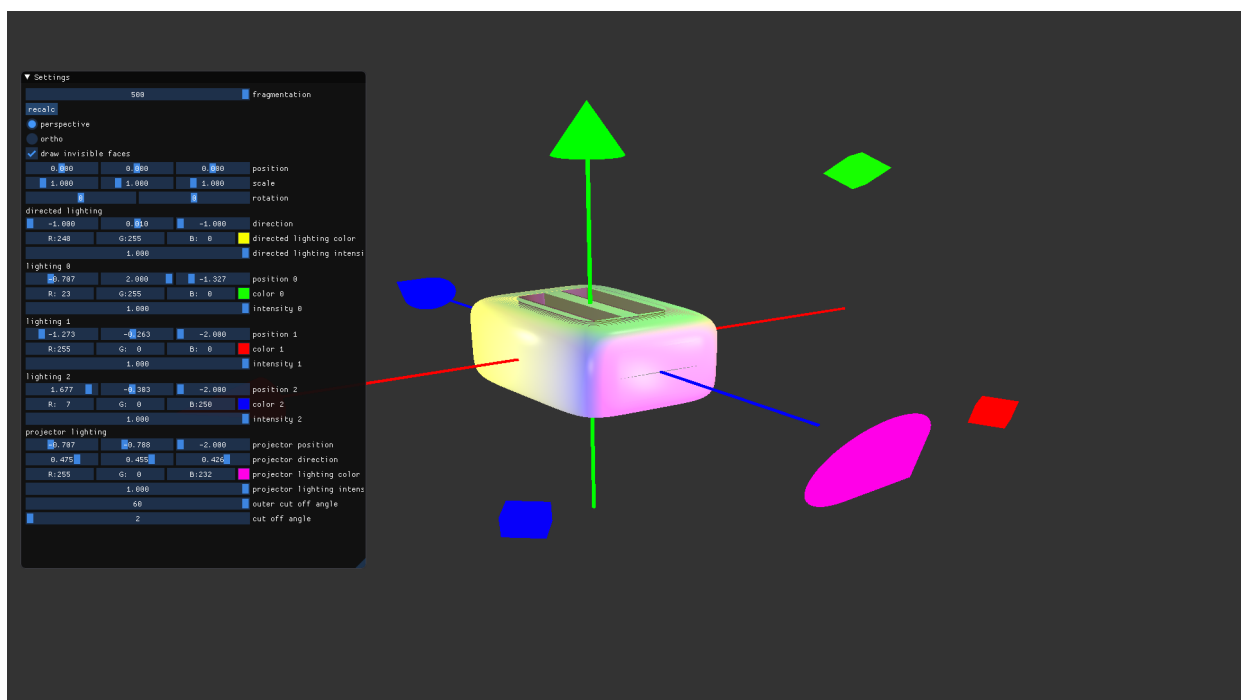 Settings
500 fragmentation
recalc
perspective
ortho
draw invisible faces
0.000 0.000 0.000 position
1.000 1.000 1.000 scale
0 0 rotation
directed lighting
-1.000 0.010 -1.000 direction
R:248 G:255 B: 0 directed lighting color
1.000 directed lighting intensi
lighting 0
-0.707 2.000 -1.327 position 0
R: 23 G:255 B: 0 color 0
1.000 intensity 0
lighting 1
-1.273 -0.263 -2.000 position 1
R:255 G: 0 B: 0 color 1
1.000 intensity 1
lighting 2
1.677 -0.303 -2.000 position 2
R: 7 G: 0 B:250 color 2
1.000 intensity 2
projector lighting
-0.707 -0.788 -2.000 projector position
0.475 0.455 0.426 projector direction
R:255 G: 0 B:232 projector lighting color
1.000 projector lighting intens
60 outer cut off angle
2 cut off angle